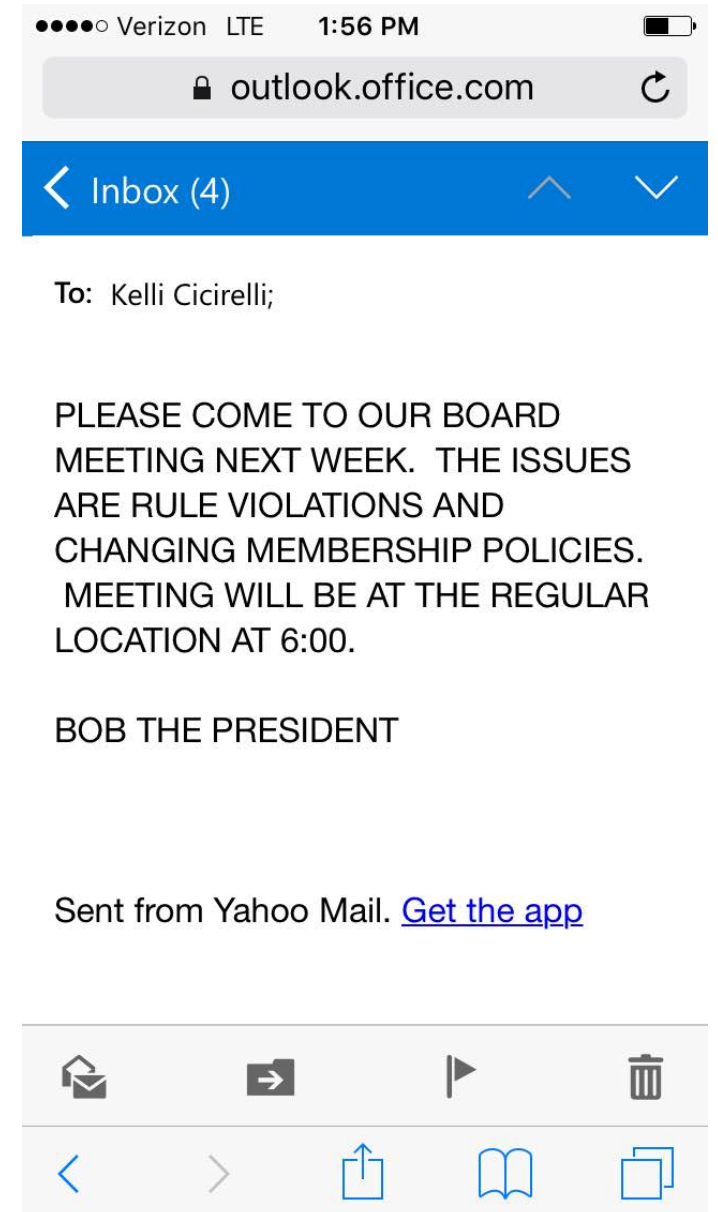 Verizon LTE 1:56 PM
outlook.office.com
Inbox (4)
To: Kelli Cicirelli;
PLEASE COME TO OUR BOARD
MEETING NEXT WEEK.  THE ISSUES
ARE RULE VIOLATIONS AND
CHANGING MEMBERSHIP POLICIES.
MEETING WILL BE AT THE REGULAR
LOCATION AT 6:00.
BOB THE PRESIDENT
Sent from Yahoo Mail. Get the app